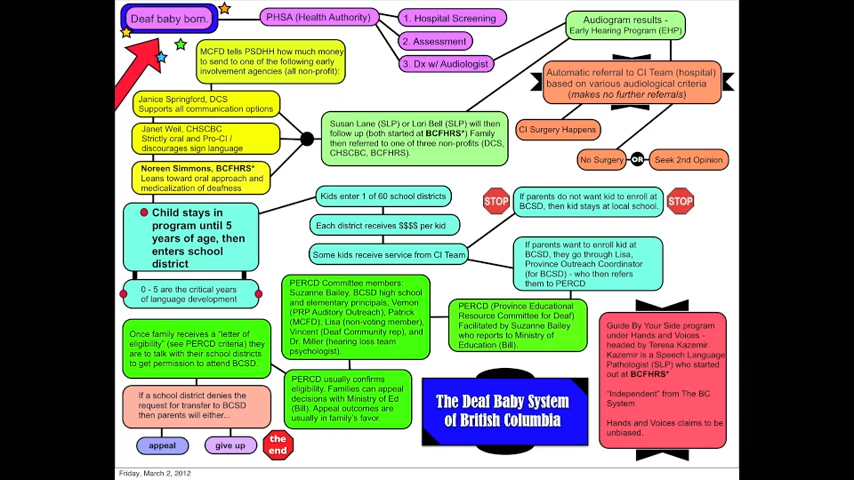 Deaf baby born.
PHSA (Health Authority)
1. Hospital Screening
2. Assessment
3. Dx w/ Audiologist
Audiogram results -
Early Hearing Program (EHP)
MCFD tells PSDHH how much money
to send to one of the following early
involvement agencies (all non-profit):
Automatic referral to CI Team (hospital)
based on various audiological criteria
(makes no further referrals)
Janice Springford, DCS
Supports all communication options
Janet Weil, CHSCBC
Strictly oral and Pro-CI /
discourages sign language
Noreen Simmons, BCFHRS*
Leans toward oral approach and
medicalization of deafness
Susan Lane (SLP) or Lori Bell (SLP) will then
follow up (both started at BCFHRS*) Family
then referred to one of three non-profits (DCS,
CHSCBC, BCFHRS).
CI Surgery Happens
No Surgery
OR
Seek 2nd Opinion
Child stays in
program until 5
years of age, then
enters school
district
0 - 5 are the critical years
of language development
Kids enter 1 of 60 school districts
Each district receives $$$$ per kid
Some kids receive service from CI Team
STOP
If parents do not want kid to enroll at
BCSD, then kid stays at local school.
STOP
If parents want to enroll kid at
BCSD, they go through Lisa,
Province Outreach Coordinator
(for BCSD) - who then refers
them to PERCD
PERCD Committee members:
Suzanne Bailey, BCSD high school
and elementary principals, Vernon
(PRP Auditory Outreach), Patrick
(MCFD), Lisa (non-voting member),
Vincent (Deaf Community rep), and
Dr. Miller (hearing loss team
psychologist).
PERCD (Province Educational
Resource Committee for Deaf)
Facilitated by Suzanne Bailey
who reports to Ministry of
Education (Bill).
Once family receives a "letter of
eligibility" (see PERCD criteria) they
are to talk with their school districts
to get permission to attend BCSD.
PERCD usually confirms
eligibility. Families can appeal
decisions with Ministry of Ed
(Bill). Appeal outcomes are
usually in family's favor.
If a school district denies the
request for transfer to BCSD
then parents will either...
appeal
give up
the
end
The Deaf Baby System
of British Columbia
Guide By Your Side program
under Hands and Voices -
headed by Teresa Kazemir.
Kazemir is a Speech Language
Pathologist (SLP) who started
out at BCFHRS*
"Independent" from The BC
System
Hands and Voices claims to be
unbiased.
Friday, March 2, 2012